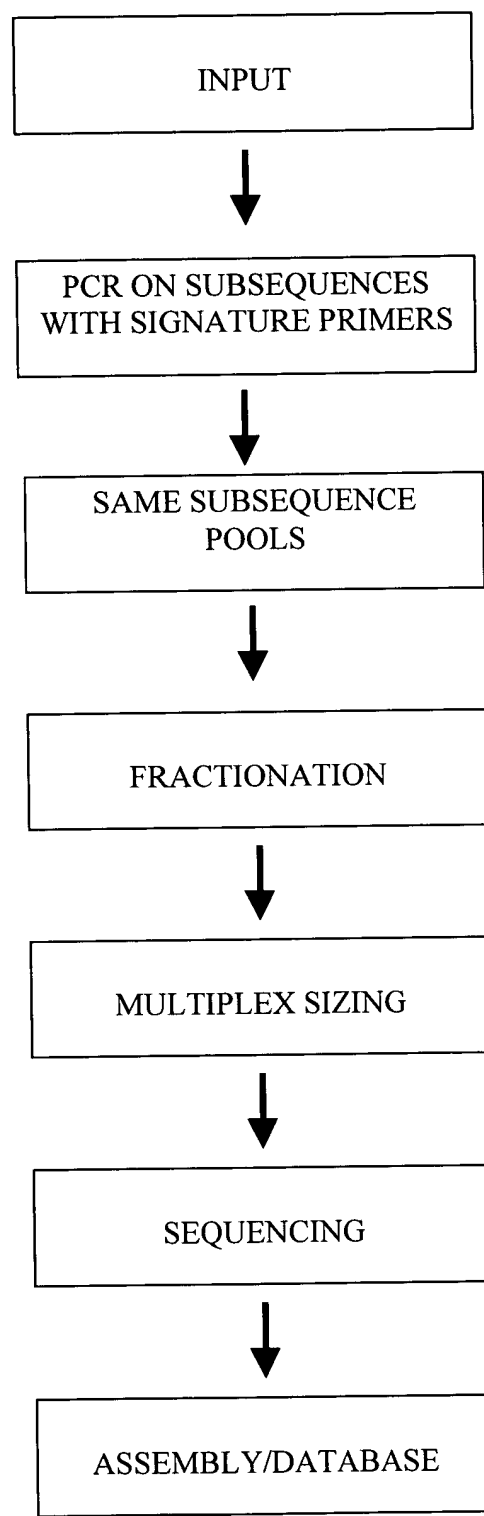 INPUT
PCR ON SUBSEQUENCES
WITH SIGNATURE PRIMERS
SAME SUBSEQUENCE
POOLS
FRACTIONATION
MULTIPLEX SIZING
SEQUENCING
ASSEMBLY/DATABASE